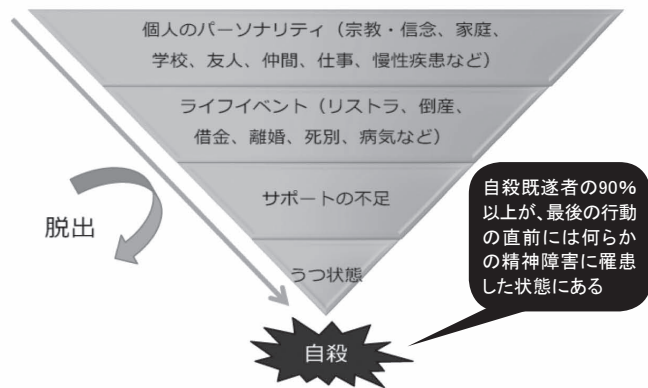 個人のパーソナリティ（宗教・信念、家庭、
学校、友人、仲間、仕事、慢性疾患など）
ライフイベント（リストラ、倒産、
借金、離婚、死別、病気など）
サポートの不足
うつ状態
脱出
自殺
自殺既遂者の90%
以上が、最後の行動
の直前には何らか
の精神障害に罹患
した状態にある